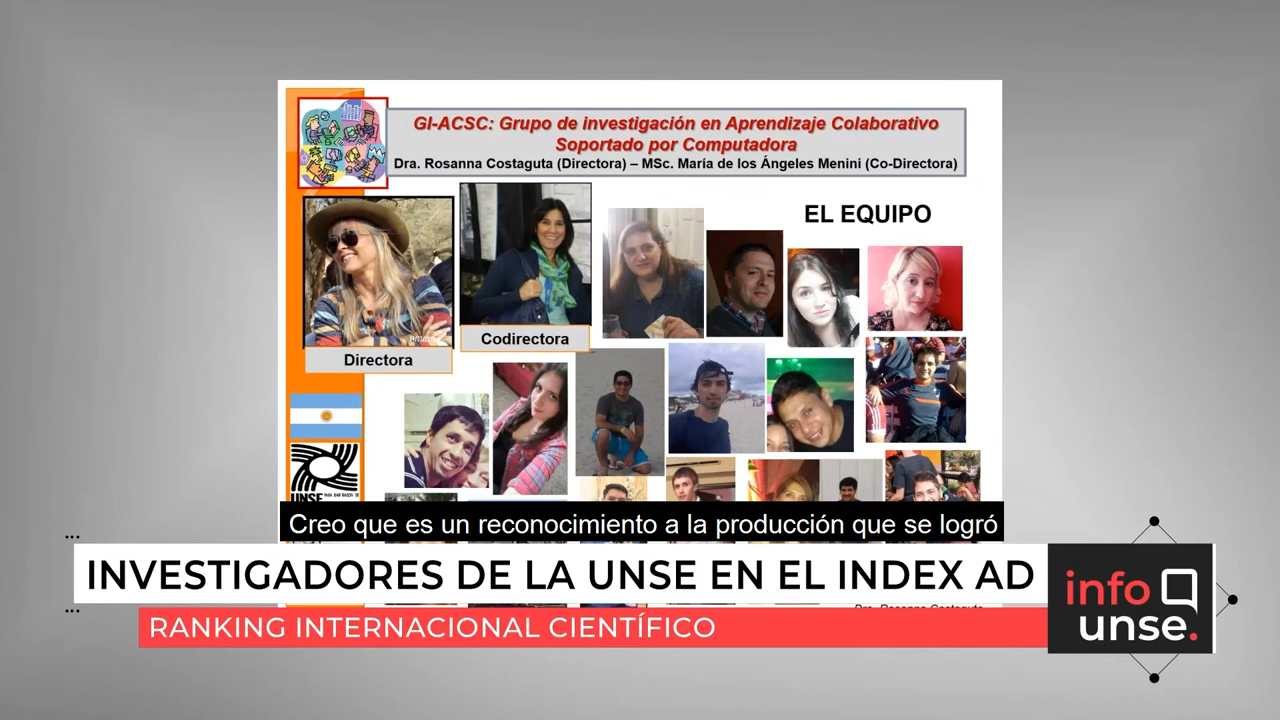 GI-ACSC: Grupo de investigación en Aprendizaje Colaborativo
Soportado por Computadora
Dra. Rosanna Costaguta (Directora) – MSc. María de los Ángeles Menini (Co-Directora)
EL EQUIPO
Directora
Codirectora
UNSE
Creo que es un reconocimiento a la producción que se logró
INVESTIGADORES DE LA UNSE EN EL INDEX AD
RANKING INTERNACIONAL CIENTÍFICO
info
unse.